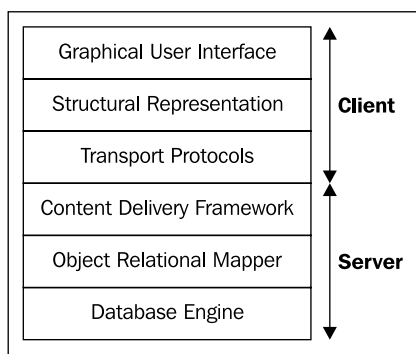 Graphical User Interface
Structural Representation
Client
Transport Protocols
Content Delivery Framework
Object Relational Mapper
Server
Database Engine